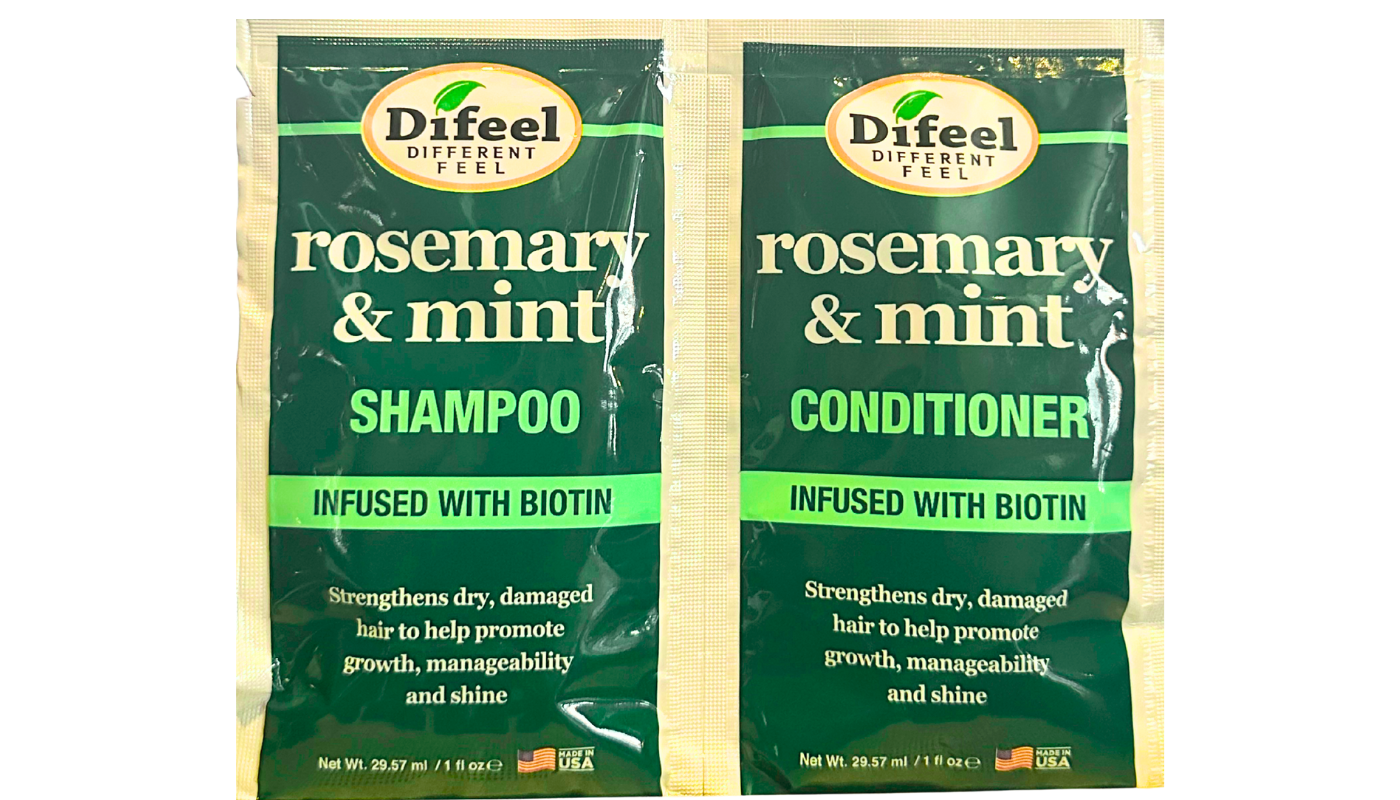 Difeel
DIFFERENT
FEEL
rosemary
& mint
SHAMPOO
INFUSED WITH BIOTIN
Strengthens dry, damaged
hair to help promote
growth, manageability
and shine
Net Wt. 29.57 ml / 1 fl oz ℮
MADE IN
USA
Difeel
DIFFERENT
FEEL
rosemary
& mint
CONDITIONER
INFUSED WITH BIOTIN
Strengthens dry, damaged
hair to help promote
growth, manageability
and shine
Net Wt. 29.57 ml / 1 fl oz ℮
MADE IN
USA